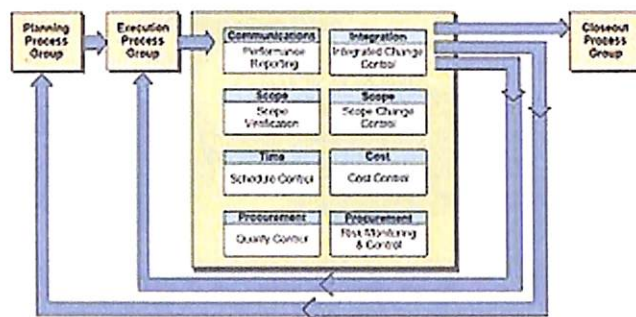 Planning
Process
Group
Execution
Process
Group
Communications
Performance
Reporting
Integration
Integrated Change
Control
Closeout
Process
Group
Scope
Scope
Verification
Scope
Scope Change
Control
Time
Schedule Control
Cost
Cost Control
Procurement
Quality Control
Procurement
Risk Monitoring
& Control